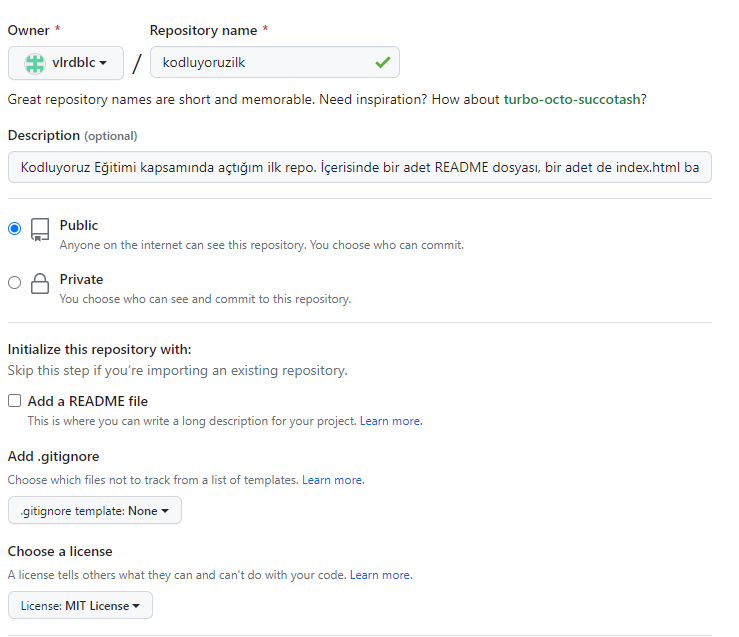 Owner * Repository name *
vlrdblc / kodluyoruzilk
Great repository names are short and memorable. Need inspiration? How about turbo-octo-succotash?
Description (optional)
Kodluyoruz Eğitimi kapsamında açtığım ilk repo. İçerisinde bir adet README dosyası, bir adet de index.html ba
Public
Anyone on the internet can see this repository. You choose who can commit.
Private
You choose who can see and commit to this repository.
Initialize this repository with:
Skip this step if you’re importing an existing repository.
Add a README file
This is where you can write a long description for your project. Learn more.
Add .gitignore
Choose which files not to track from a list of templates. Learn more.
.gitignore template: None
Choose a license
A license tells others what they can and can't do with your code. Learn more.
License: MIT License